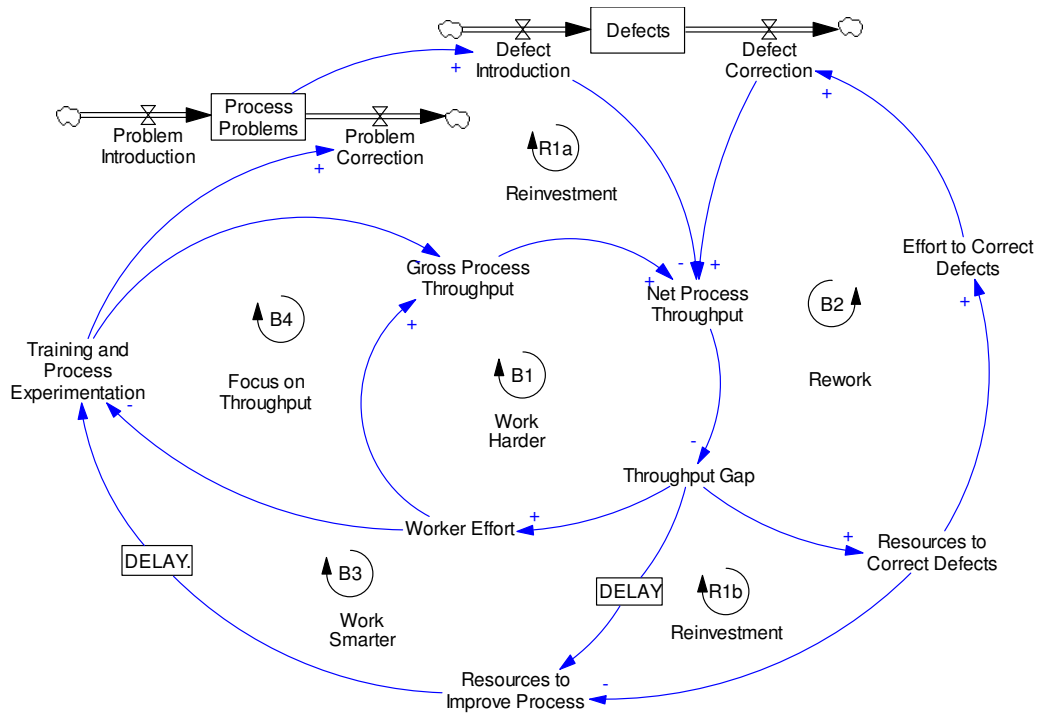 Defects
Defect
Introduction
+
Defect
Correction
+
Process
Problems
Problem
Introduction
Problem
Correction
+
R1a
Reinvestment
Gross Process
Throughput
-
+
+
Net Process
Throughput
+
Effort to Correct
Defects
+
B4
Focus on
Throughput
B1
Work
Harder
B2
Rework
Training and
Process
Experimentation
-
-
Throughput Gap
Worker Effort
+
+
Resources to
Correct Defects
DELAY.
B3
Work
Smarter
DELAY
R1b
Reinvestment
Resources to
Improve Process
-